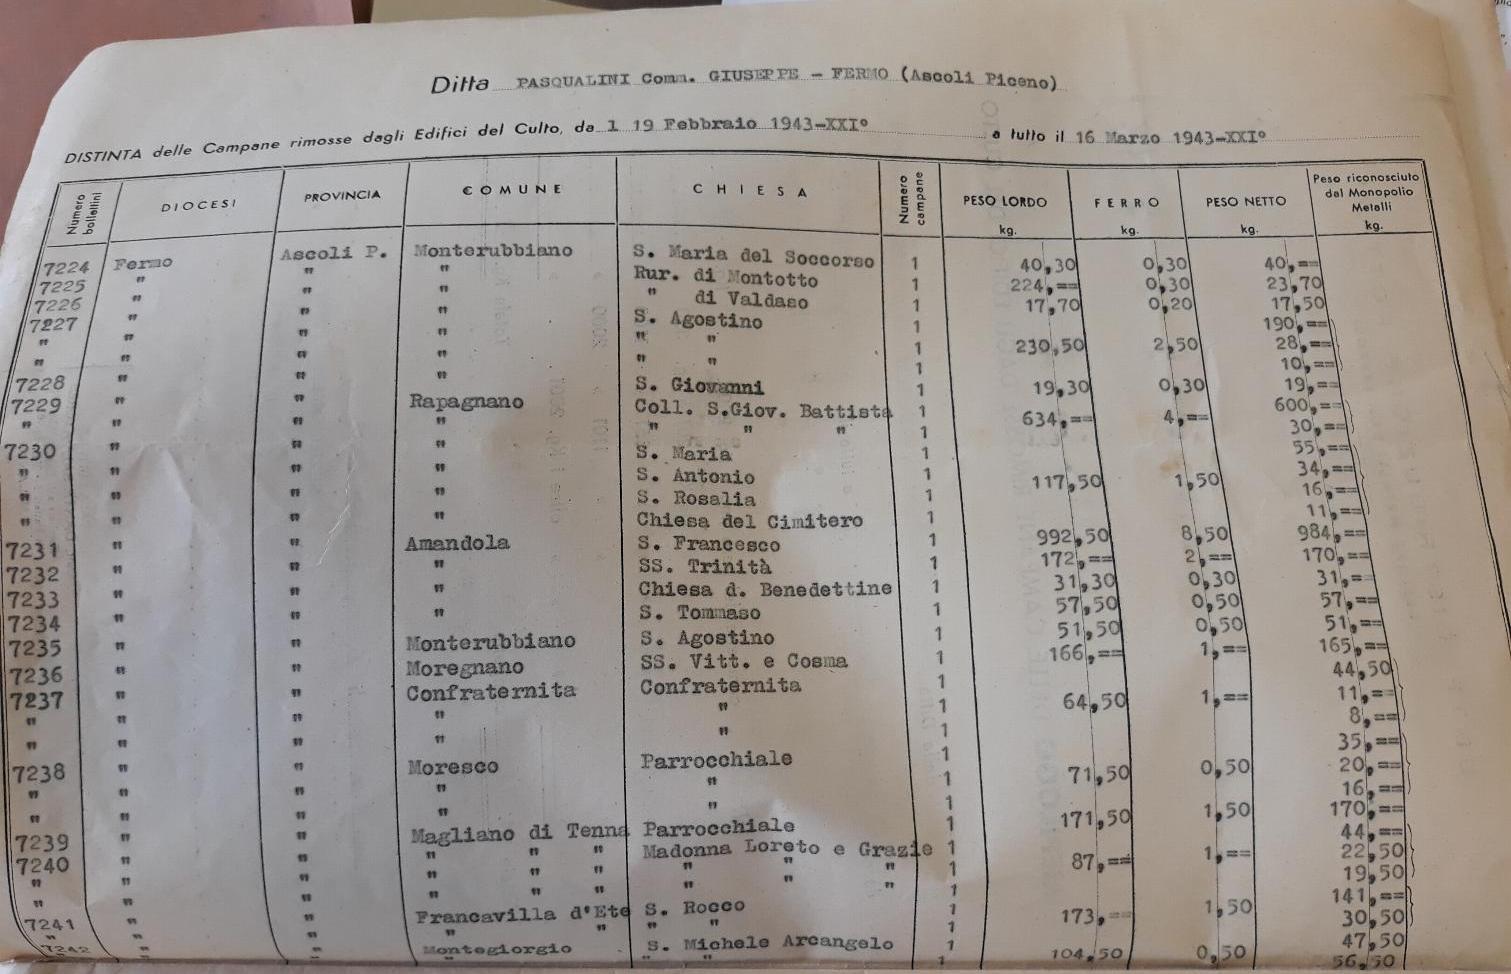 Ditta PASQUALINI Comm. GIUSEPPE - FERMO (Ascoli Piceno)
DISTINTA delle Campane rimosse dagli Edifici del Culto, da l 19 Febbraio 1943-XXI° a tutto il 16 Marzo 1943-XXI°
Numero bollettini DIOCESI PROVINCIA COMUNE CHIESA Numero campane PESO LORDO kg. FERRO kg. PESO NETTO kg. Peso riconosciuto dal Monopolio Metalli kg.
7224 Fermo Ascoli P. Monterubbiano S. Maria del Soccorso 1 40,30 0,30 40,==
7225 " " " Rur. di Montotto 1 224,== 0,30 23,70
7226 " " " " di Valdaso 1 17,70 0,20 17,50
7227 " " " S. Agostino 1 190,==
" " " " " " 1 230,50 2,50 28,==
" " " " " " 1 10,==
7228 " " " S. Giovanni 1 19,30 0,30 19,==
7229 " " Rapagnano Coll. S.Giov. Battista 1 634,== 4,== 600,==
" " " " " " " 1 30,==
7230 " " " S. Maria 1 55,==
" " " " S. Antonio 1 117,50 1,50 34,==
" " " " S. Rosalia 1 16,==
" " " " Chiesa del Cimitero 1 11,==
7231 " " Amandola S. Francesco 1 992,50 8,50 984,==
7232 " " " SS. Trinità 1 172,== 2,== 170,==
7233 " " " Chiesa d. Benedettine 1 31,30 0,30 31,=
7234 " " " S. Tommaso 1 57,50 0,50 57,==
7235 " " Monterubbiano S. Agostino 1 51,50 0,50 51,==
7236 " " Moregnano SS. Vitt. e Cosma 1 166,== 1,== 165,==
7237 " " Confraternita Confraternita 1 44,50
" " " " " 1 64,50 1,== 11,==
" " " " " 1 8,==
7238 " " Moresco Parrocchiale 1 35,==
" " " " " 1 71,50 0,50 20,==
" " " " " 1 16,==
7239 " " Magliano di Tenna Parrocchiale 1 171,50 1,50 170,==
7240 " " " " " Madonna Loreto e Grazie 1 44,==
" " " " " " " " " 1 87,== 1,== 22,50
" " " " " " " " " 1 19,50
7241 " " Francavilla d'Ete S. Rocco 1 173,== 1,50 141,==
" " " " " " " 1 30,50
7242 " " Montegiorgio S. Michele Arcangelo 1 104,50 0,50 47,50
" " " 1 56,50